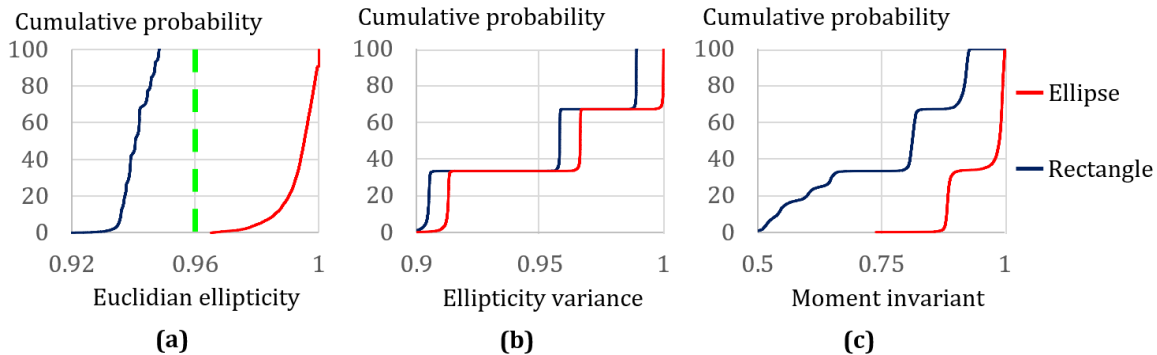 Cumulative probability
100
80
60
40
20
0
0.92
0.96
1
Euclidian ellipticity
(a)
Cumulative probability
100
80
60
40
20
0
0.9
0.95
1
Ellipticity variance
(b)
Cumulative probability
100
80
60
40
20
0
0.5
0.75
1
Moment invariant
(c)
Ellipse
Rectangle